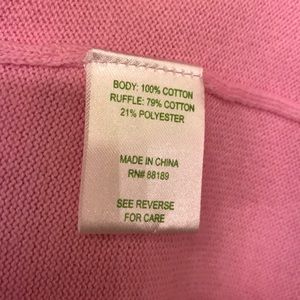 BODY: 100% COTTON
RUFFLE: 79% COTTON
21% POLYESTER
MADE IN CHINA
RN# 88189
SEE REVERSE
FOR CARE